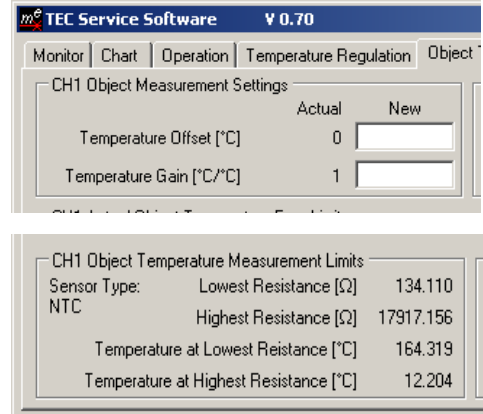 TEC Service Software V 0.70
Monitor Chart Operation Temperature Regulation Object
CH1 Object Measurement Settings
Actual New
Temperature Offset [°C] 0
Temperature Gain [°C/°C] 1
CH1 Object Temperature Measurement Limits
Sensor Type: Lowest Resistance [Ω] 134.110
NTC
Highest Resistance [Ω] 17917.156
Temperature at Lowest Reistance [°C] 164.319
Temperature at Highest Resistance [°C] 12.204